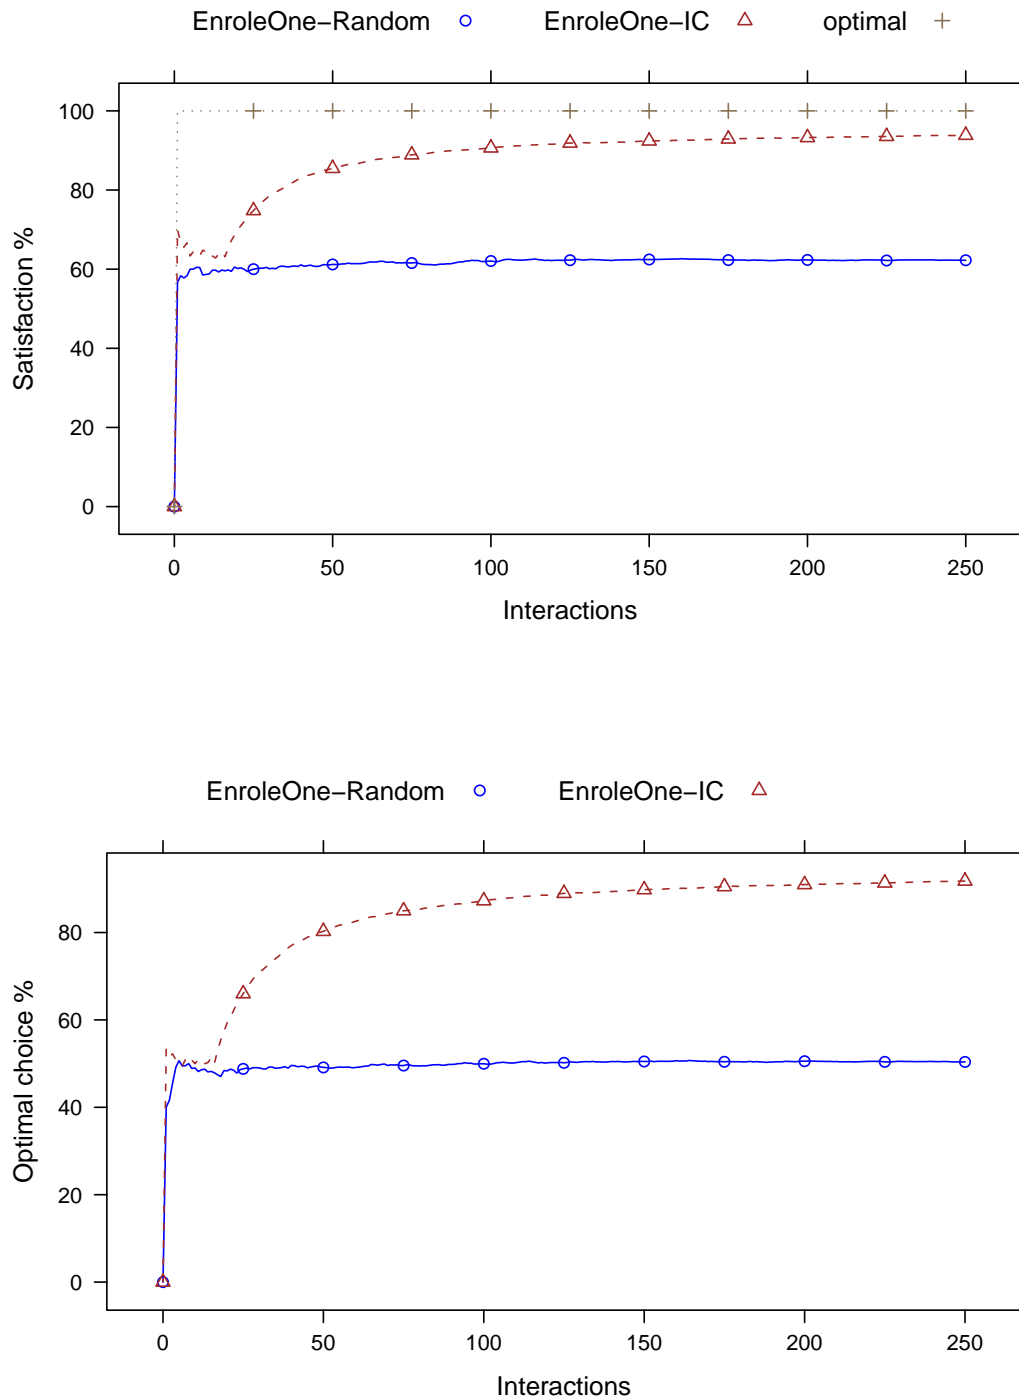 EnroleOne−Random EnroleOne−IC optimal
100
80
60
40
20
0
Satisfaction %
0 50 100 150 200 250
Interactions
EnroleOne−Random EnroleOne−IC
80
60
40
20
0
Optimal choice %
0 50 100 150 200 250
Interactions